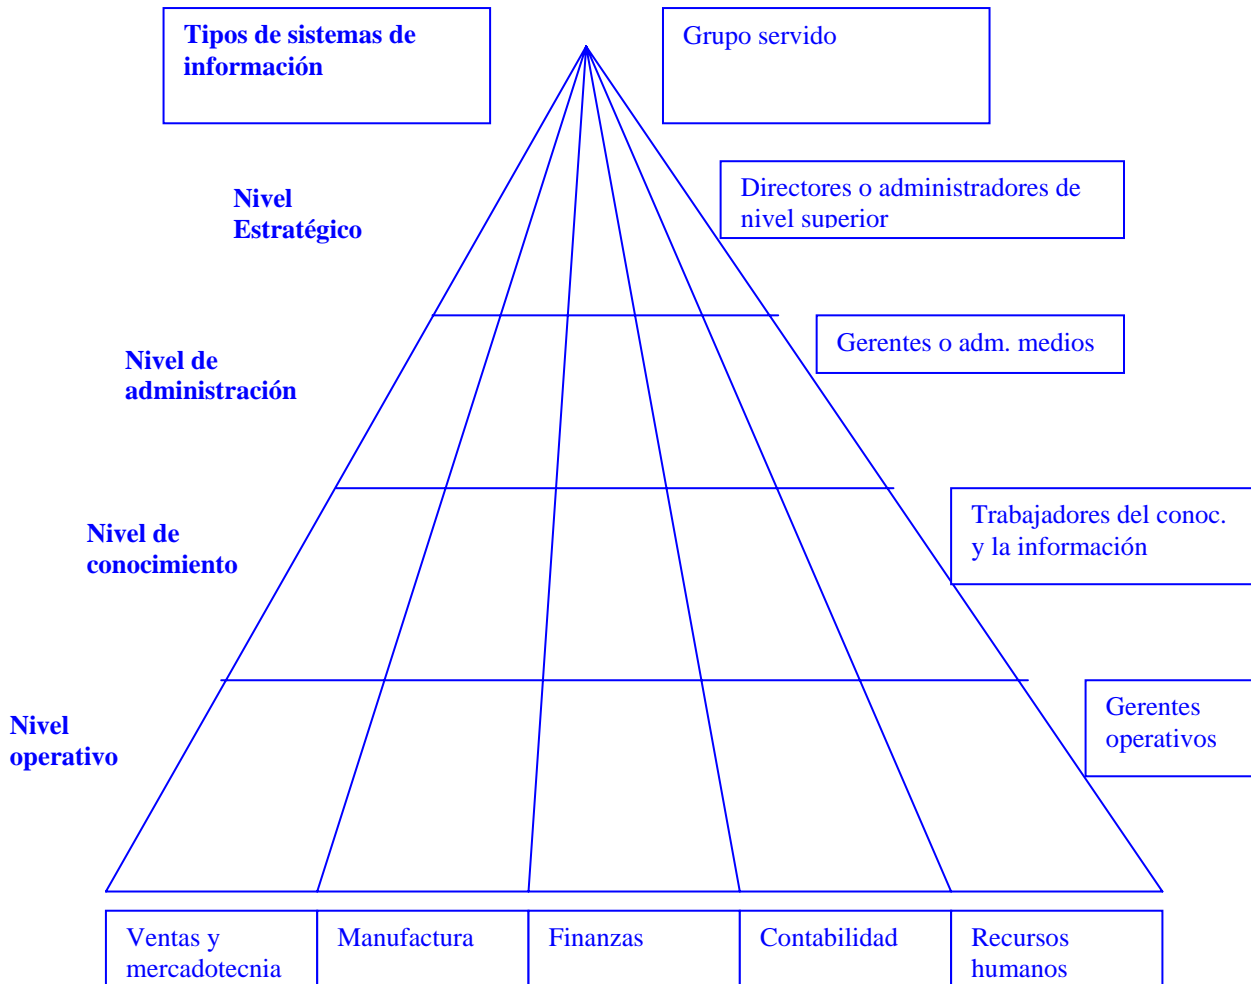 Tipos de sistemas de
información
Grupo servido
Nivel
Estratégico
Directores o administradores de
nivel superior
Nivel de
administración
Gerentes o adm. medios
Nivel de
conocimiento
Trabajadores del conoc.
y la información
Nivel
operativo
Gerentes
operativos
Ventas y
mercadotecnia
Manufactura
Finanzas
Contabilidad
Recursos
humanos